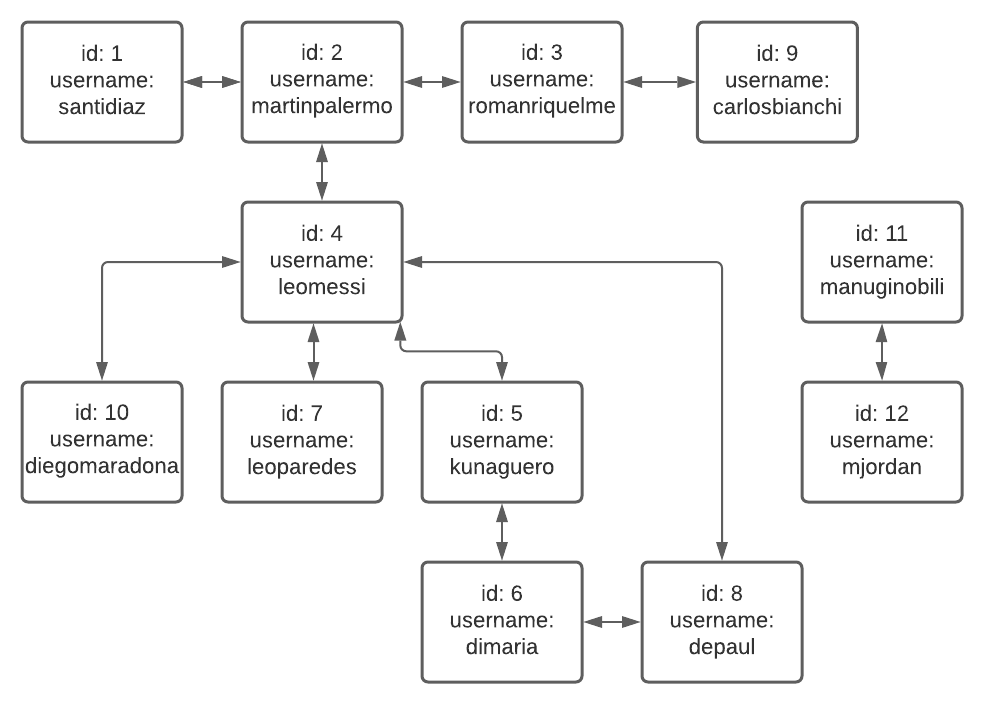 id: 1
username:
santidiaz
id: 2
username:
martinpalermo
id: 3
username:
romanriquelme
id: 9
username:
carlosbianchi
id: 4
username:
leomessi
id: 11
username:
manuginobili
id: 10
username:
diegomaradona
id: 7
username:
leoparedes
id: 5
username:
kunaguero
id: 12
username:
mjordan
id: 6
username:
dimaria
id: 8
username:
depaul